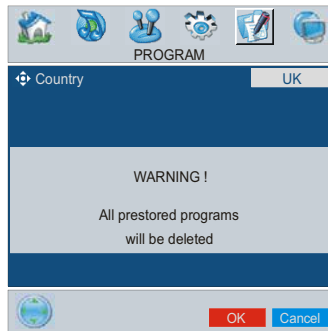 PROGRAM
Country UK
WARNING !
All prestored programs
will be deleted
OK Cancel